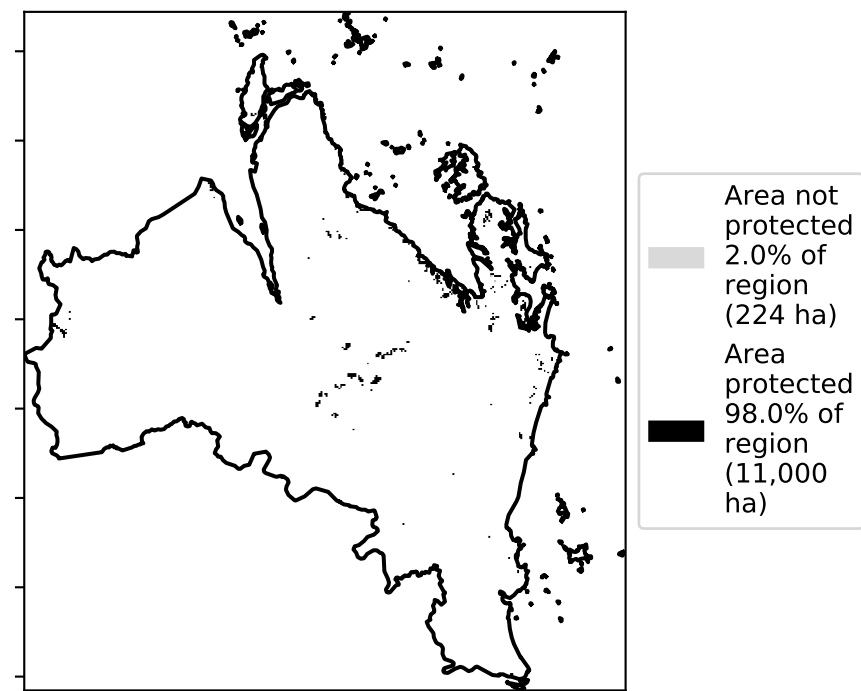 Area not
protected
2.0% of
region
(224 ha)
Area
protected
98.0% of
region
(11,000
ha)